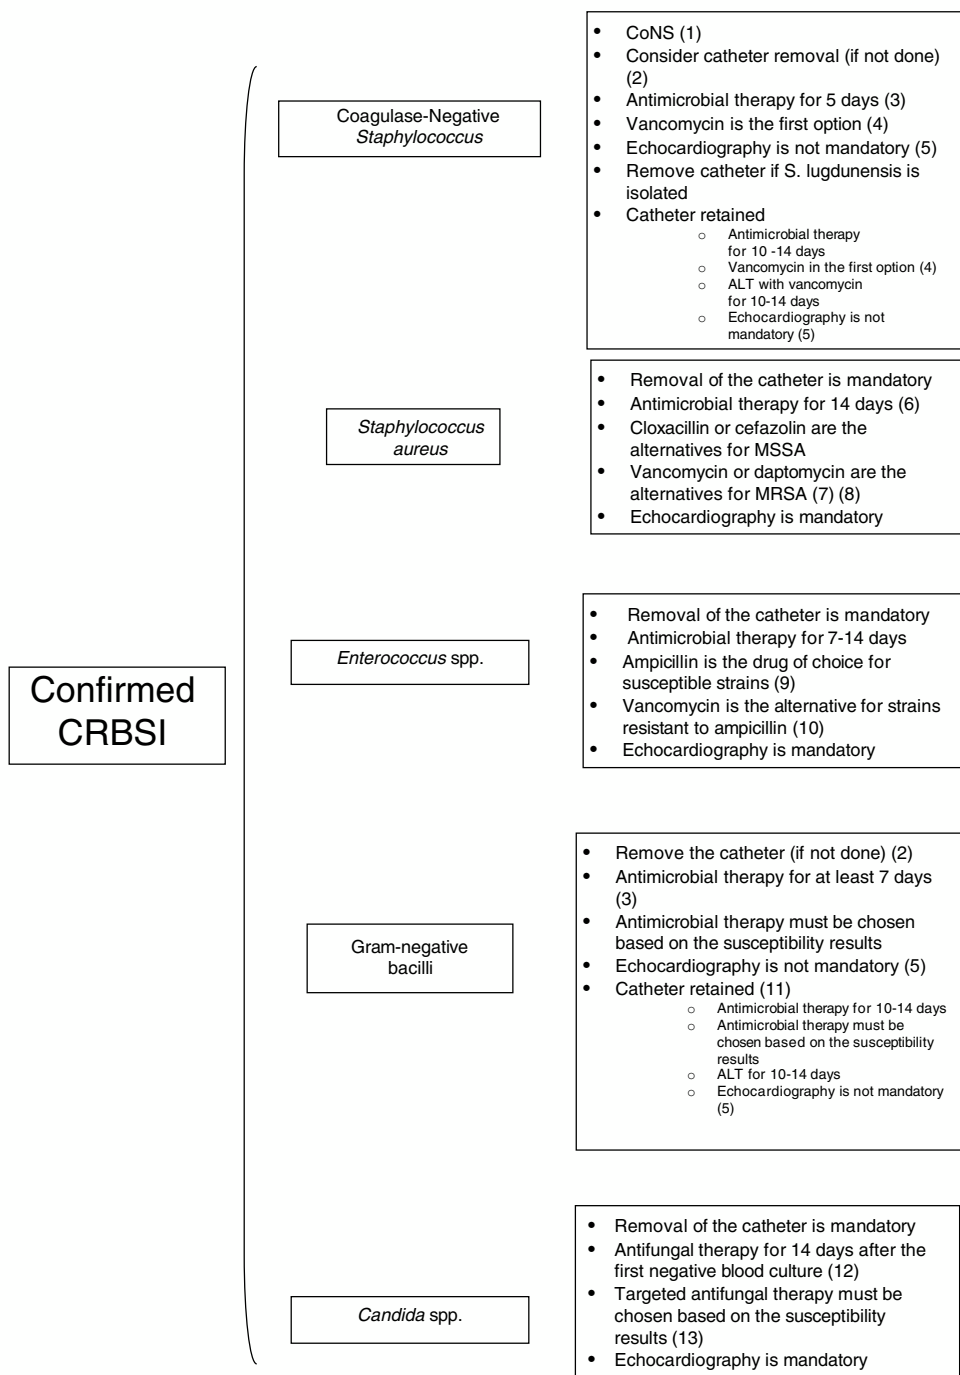 Confirmed
CRBSI
Coagulase-Negative
Staphylococcus
• CoNS (1)
• Consider catheter removal (if not done)
(2)
• Antimicrobial therapy for 5 days (3)
• Vancomycin is the first option (4)
• Echocardiography is not mandatory (5)
• Remove catheter if S. lugdunensis is
isolated
• Catheter retained
○ Antimicrobial therapy
for 10 -14 days
○ Vancomycin in the first option (4)
○ ALT with vancomycin
for 10-14 days
○ Echocardiography is not
mandatory (5)
Staphylococcus
aureus
• Removal of the catheter is mandatory
• Antimicrobial therapy for 14 days (6)
• Cloxacillin or cefazolin are the
alternatives for MSSA
• Vancomycin or daptomycin are the
alternatives for MRSA (7) (8)
• Echocardiography is mandatory
Enterococcus spp.
• Removal of the catheter is mandatory
• Antimicrobial therapy for 7-14 days
• Ampicillin is the drug of choice for
susceptible strains (9)
• Vancomycin is the alternative for strains
resistant to ampicillin (10)
• Echocardiography is mandatory
Gram-negative
bacilli
• Remove the catheter (if not done) (2)
• Antimicrobial therapy for at least 7 days
(3)
• Antimicrobial therapy must be chosen
based on the susceptibility results
• Echocardiography is not mandatory (5)
• Catheter retained (11)
○ Antimicrobial therapy for 10-14 days
○ Antimicrobial therapy must be
chosen based on the susceptibility
results
○ ALT for 10-14 days
○ Echocardiography is not mandatory
(5)
Candida spp.
• Removal of the catheter is mandatory
• Antifungal therapy for 14 days after the
first negative blood culture (12)
• Targeted antifungal therapy must be
chosen based on the susceptibility
results (13)
• Echocardiography is mandatory